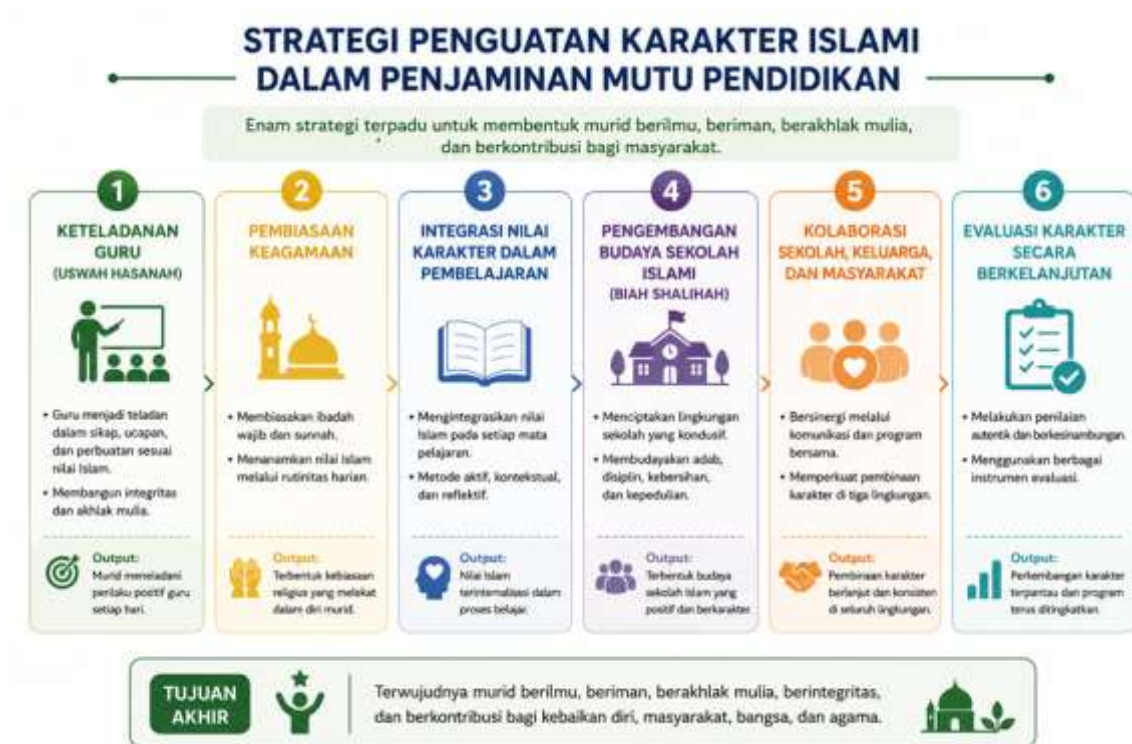 STRATEGI PENGUATAN KARAKTER ISLAMI
DALAM PENJAMINAN MUTU PENDIDIKAN
Enam strategi terpadu untuk membentuk murid berilmu, beriman, berakhlak mulia,
dan berkontribusi bagi masyarakat.
1
KETELADANAN
GURU
(USWAH HASANAH)
• Guru menjadi teladan
dalam sikap, ucapan,
dan perbuatan sesuai
nilai Islam.
• Membangun integritas
dan akhlak mulia.
Output:
Murid meneladani
perilaku positif guru
setiap hari.
2
PEMBIASAAN
KEAGAMAAN
• Membiasakan ibadah
wajib dan sunnah.
• Menanamkan nilai Islam
melalui rutinitas harian.
Output:
Terbentuk kebiasaan
religius yang melekat
dalam diri murid.
3
INTEGRASI NILAI
KARAKTER DALAM
PEMBELAJARAN
• Mengintegrasikan nilai
Islam pada setiap mata
pelajaran.
• Metode aktif, kontekstual,
dan reflektif.
Output:
Nilai Islam
terinternalisasi dalam
proses belajar.
4
PENGEMBANGAN
BUDAYA SEKOLAH
ISLAMI
(BIAH SHALIHAH)
• Menciptakan lingkungan
sekolah yang kondusif.
• Membudayakan adab,
disiplin, kebersihan,
dan kepedulian.
Output:
Terbentuk budaya
sekolah Islam yang
positif dan berkarakter
5
KOLABORASI
SEKOLAH, KELUARGA,
DAN MASYARAKAT
• Bersinergi melalui
komunikasi dan program
bersama.
• Memperkuat pembinaan
karakter di tiga lingkungan.
Output:
Pembinaan karakter
berlanjut dan konsisten
di seluruh lingkungan.
6
EVALUASI KARAKTER
SECARA
BERKELANJUTAN
• Melakukan penilaian
autentik dan berkesinambungan.
• Menggunakan berbagai
instrumen evaluasi.
Output:
Perkembangan karakter
terpantau dan program
terus ditingkatkan.
TUJUAN
AKHIR
Terwujudnya murid berilmu, beriman, berakhlak mulia, berintegritas,
dan berkontribusi bagi kebaikan diri, masyarakat, bangsa, dan agama.